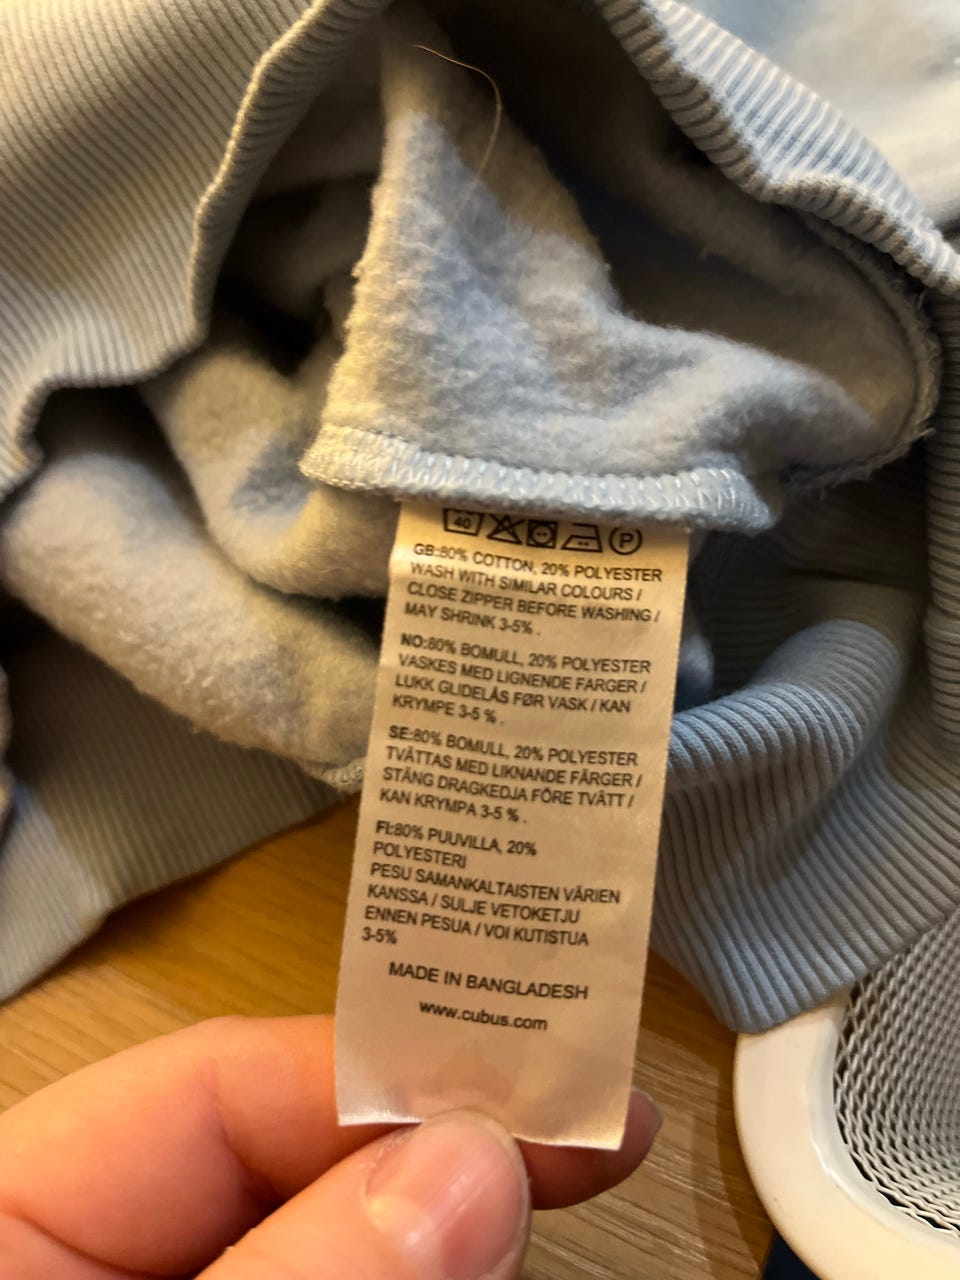 40 P
GB:80% COTTON, 20% POLYESTER
WASH WITH SIMILAR COLOURS /
CLOSE ZIPPER BEFORE WASHING /
MAY SHRINK 3-5% .
NO:80% BOMULL, 20% POLYESTER
VASKES MED LIGNENDE FARGER /
LUKK GLIDELÅS FØR VASK / KAN
KRYMPE 3-5 % .
SE:80% BOMULL, 20% POLYESTER
TVÄTTAS MED LIKNANDE FÄRGER /
STÄNG DRAGKEDJA FÖRE TVÄTT /
KAN KRYMPA 3-5 % .
FI:80% PUUVILLA, 20%
POLYESTERI
PESU SAMANKALTAISTEN VÄRIEN
KANSSA / SULJE VETOKETJU
ENNEN PESUA / VOI KUTISTUA
3-5%
MADE IN BANGLADESH
www.cubus.com